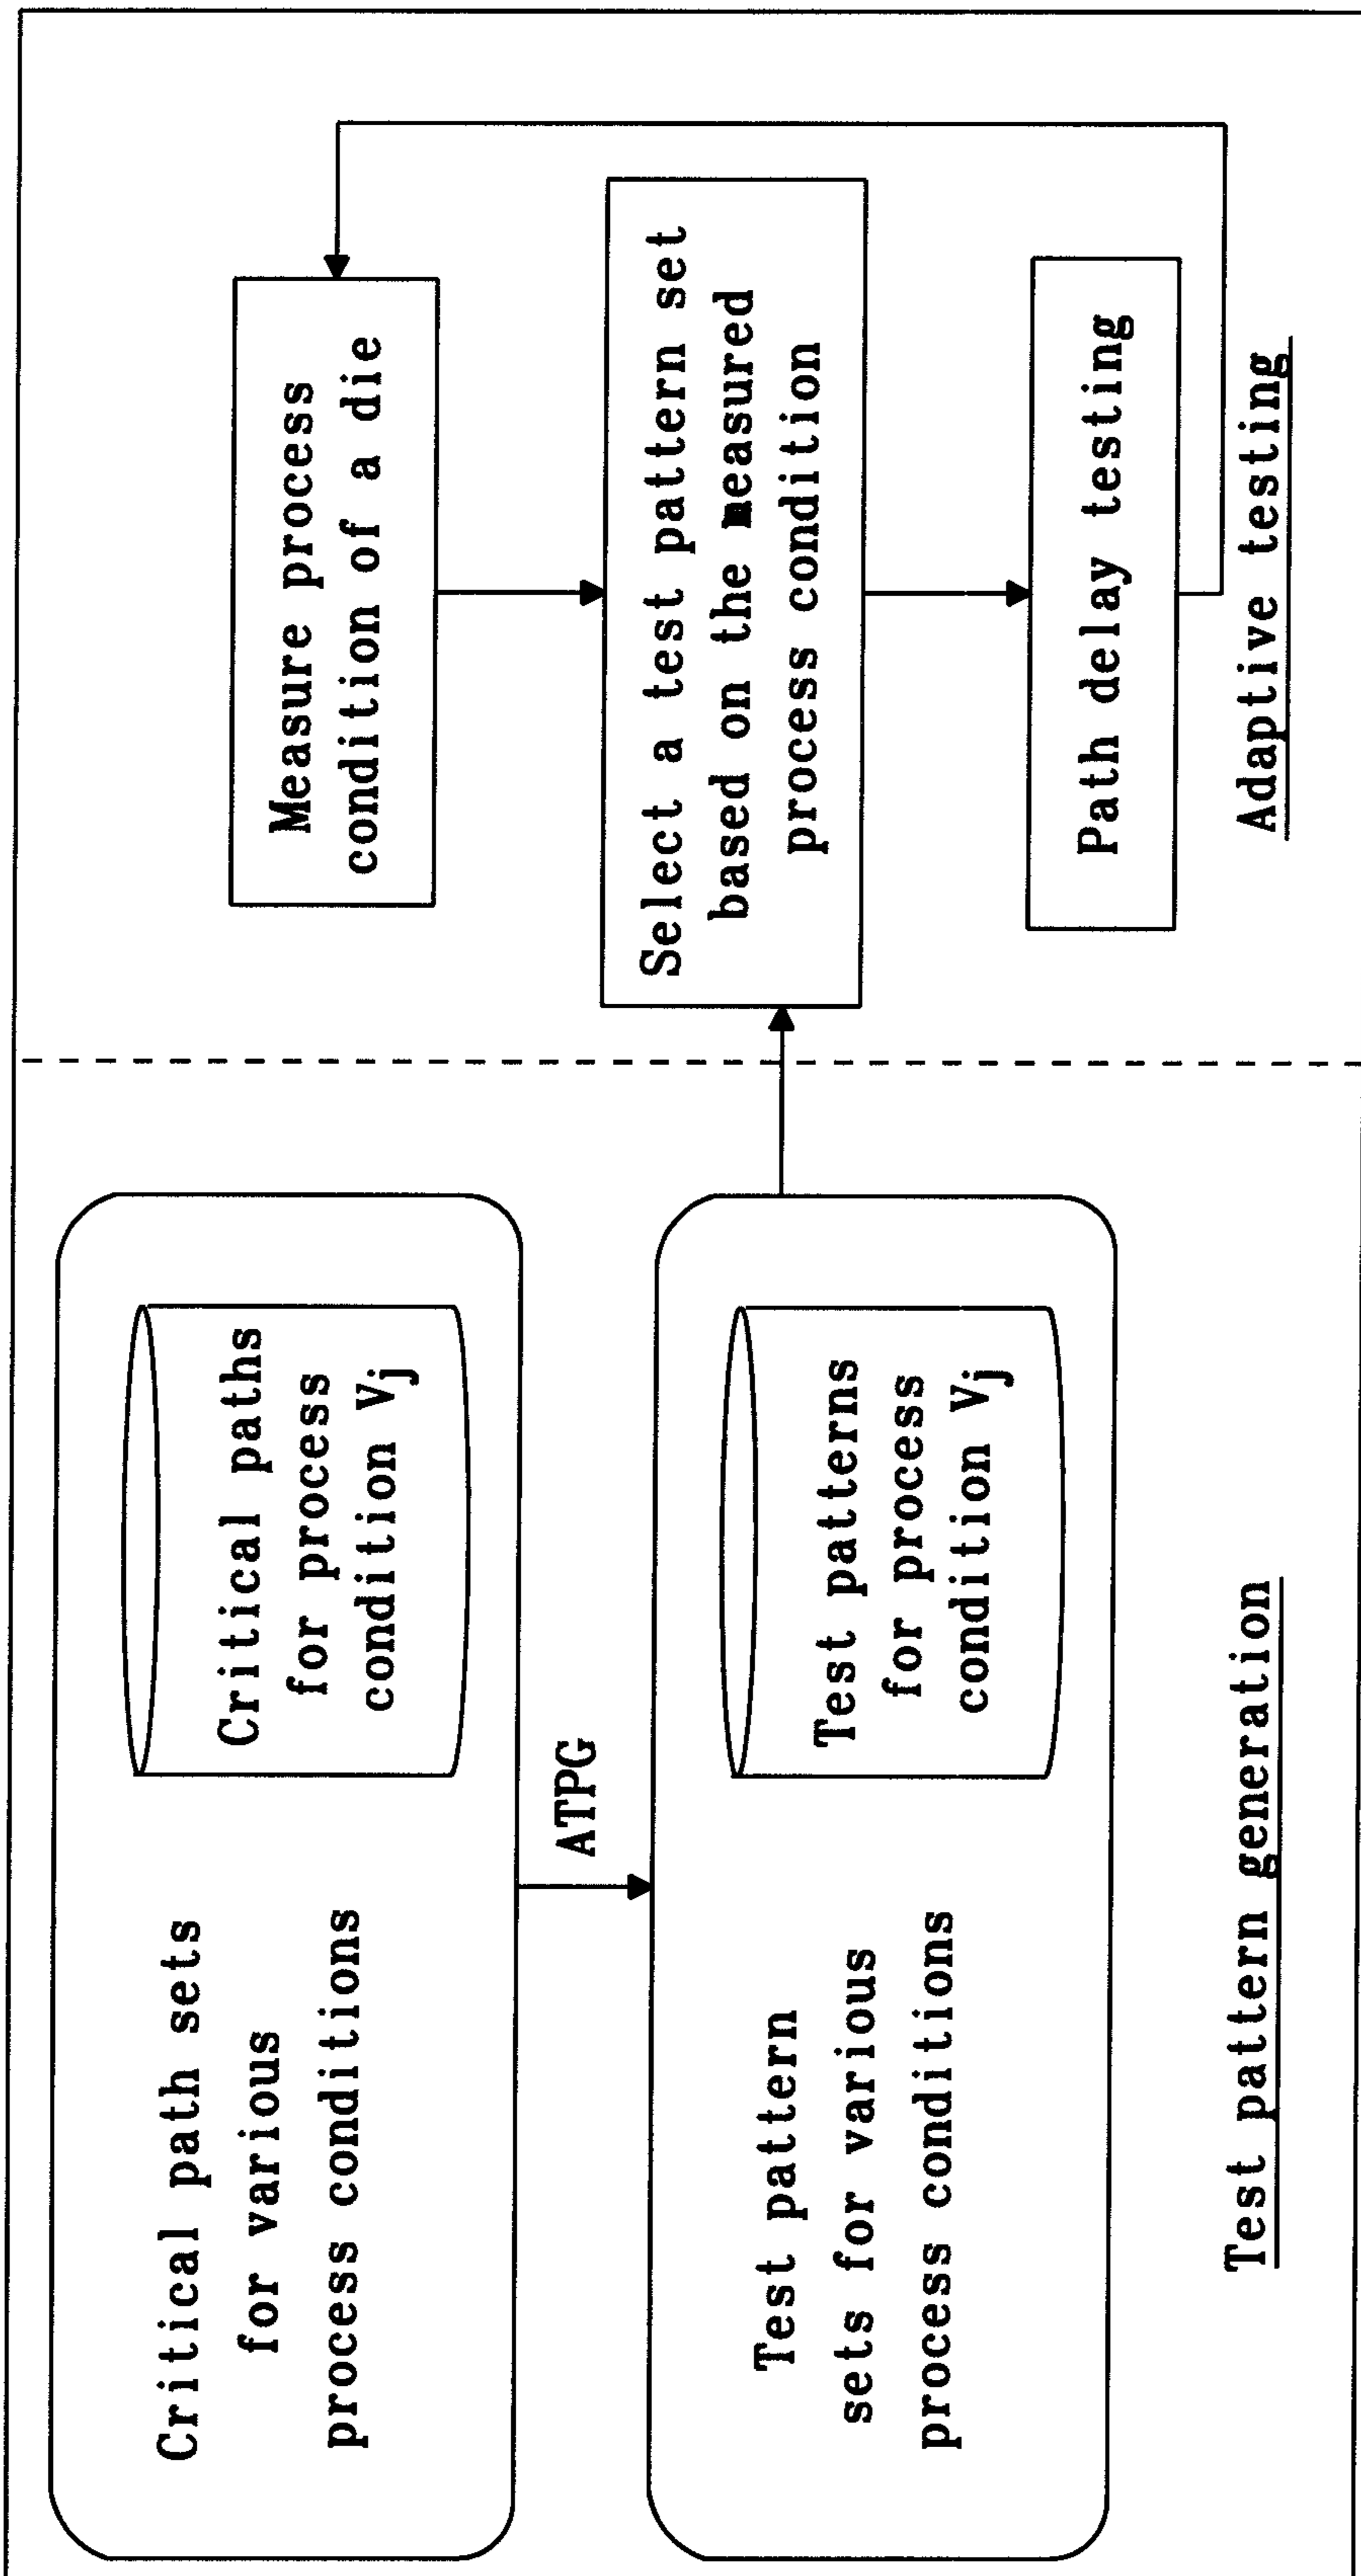 Critical path sets
for various
process conditions
Critical paths
for process
condition Vj
ATPG
Test pattern
sets for various
process conditions
Test patterns
for process
condition Vj
Test pattern generation
Measure process
condition of a die
Select a test pattern set
based on the measured
process condition
Path delay testing
Adaptive testing